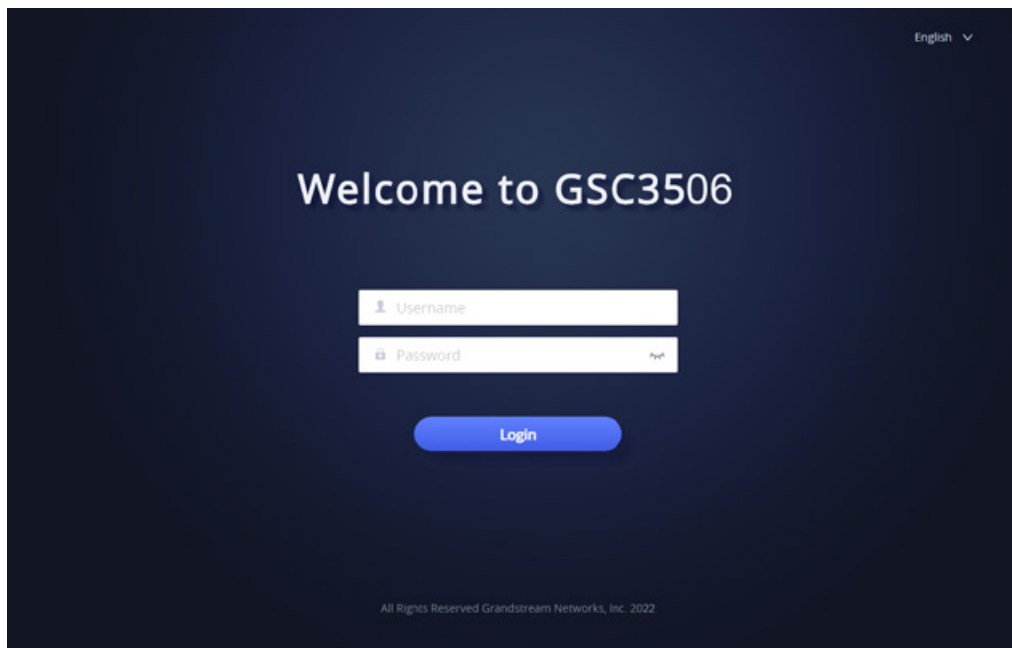 English
Welcome to GSC3506
Username
Password
Login
All Rights Reserved Grandstream Networks, Inc. 2022